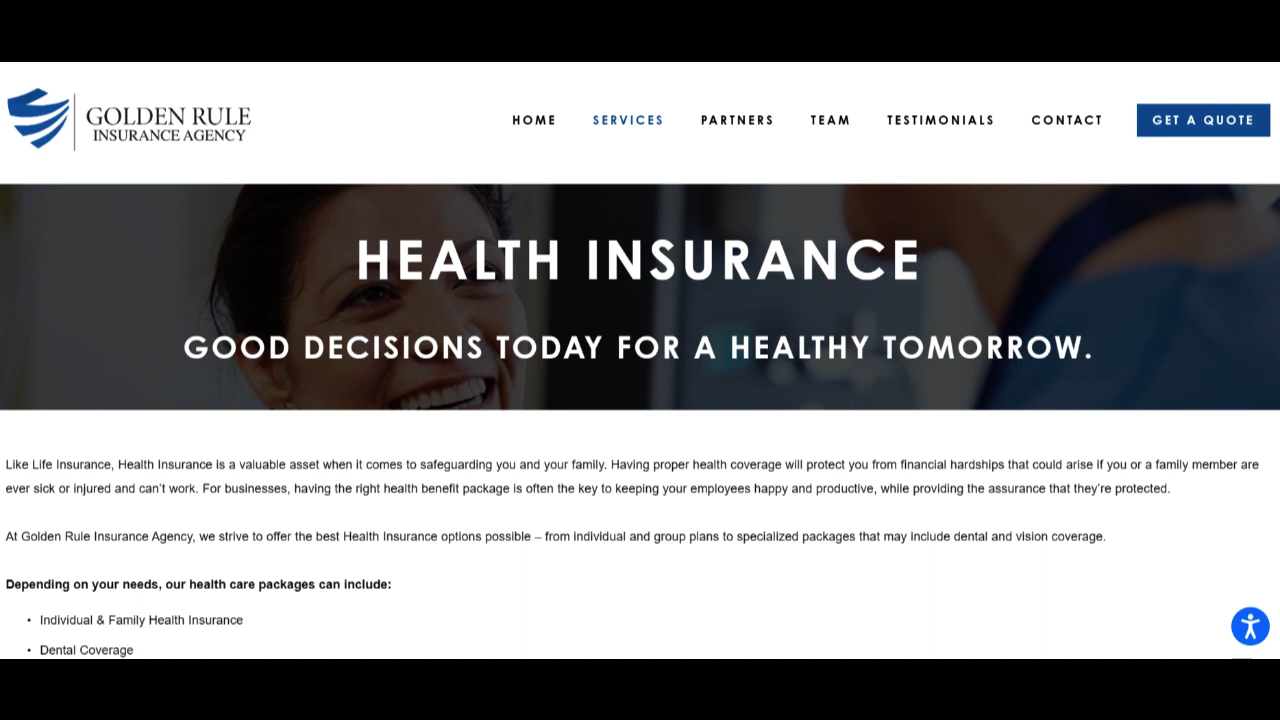 GOLDEN RULE
INSURANCE AGENCY
HOME SERVICES PARTNERS TEAM TESTIMONIALS CONTACT GET A QUOTE
HEALTH INSURANCE
GOOD DECISIONS TODAY FOR A HEALTHY TOMORROW.
Like Life Insurance, Health Insurance is a valuable asset when it comes to safeguarding you and your family. Having proper health coverage will protect you from financial hardships that could arise if you or a family member are
ever sick or injured and can’t work. For businesses, having the right health benefit package is often the key to keeping your employees happy and productive, while providing the assurance that they’re protected.
At Golden Rule Insurance Agency, we strive to offer the best Health Insurance options possible – from individual and group plans to specialized packages that may include dental and vision coverage.
Depending on your needs, our health care packages can include:
• Individual & Family Health Insurance
• Dental Coverage